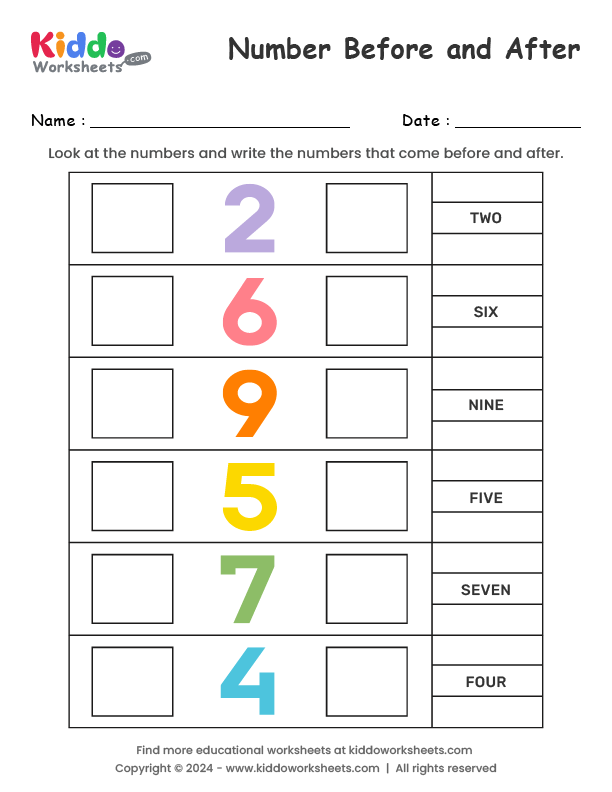 Kiddo
Worksheets.com
Number Before and After
Name : Date :
Look at the numbers and write the numbers that come before and after.
2 TWO
6 SIX
9 NINE
5 FIVE
7 SEVEN
4 FOUR
Find more educational worksheets at kiddoworksheets.com
Copyright © 2024 - www.kiddoworksheets.com | All rights reserved